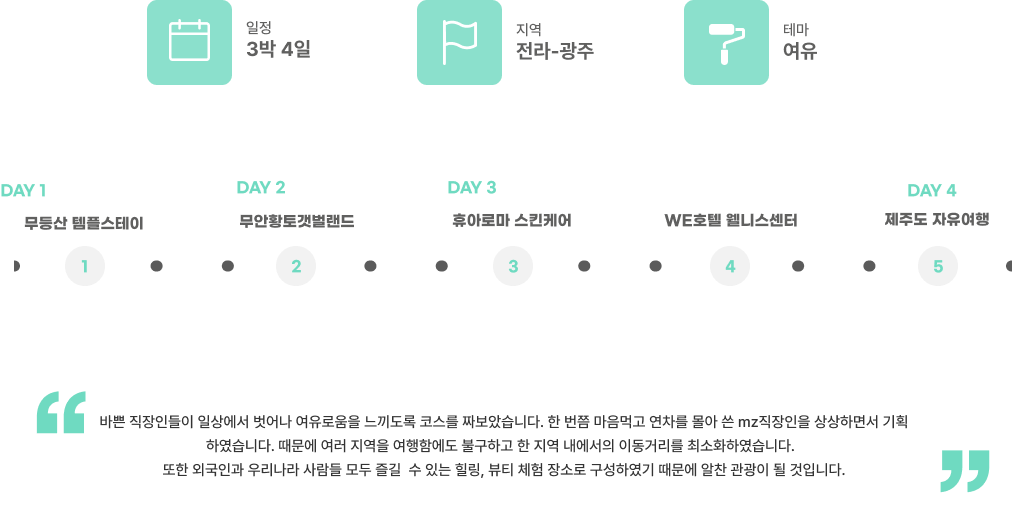 일정
3박 4일
지역
전라-광주
테마
여유
DAY 1
DAY 2
DAY 3
DAY 4
무등산 템플스테이
무안황토갯벌랜드
휴아로마 스킨케어
WE호텔 웰니스센터
제주도 자유여행
1
2
3
4
5
바쁜 직장인들이 일상에서 벗어나 여유로움을 느끼도록 코스를 짜보았습니다. 한 번쯤 마음먹고 연차를 몰아 쓴 mz직장인을 상상하면서 기획
하였습니다. 때문에 여러 지역을 여행함에도 불구하고 한 지역 내에서의 이동거리를 최소화하였습니다.
또한 외국인과 우리나라 사람들 모두 즐길 수 있는 힐링, 뷰티 체험 장소로 구성하였기 때문에 알찬 관광이 될 것입니다.